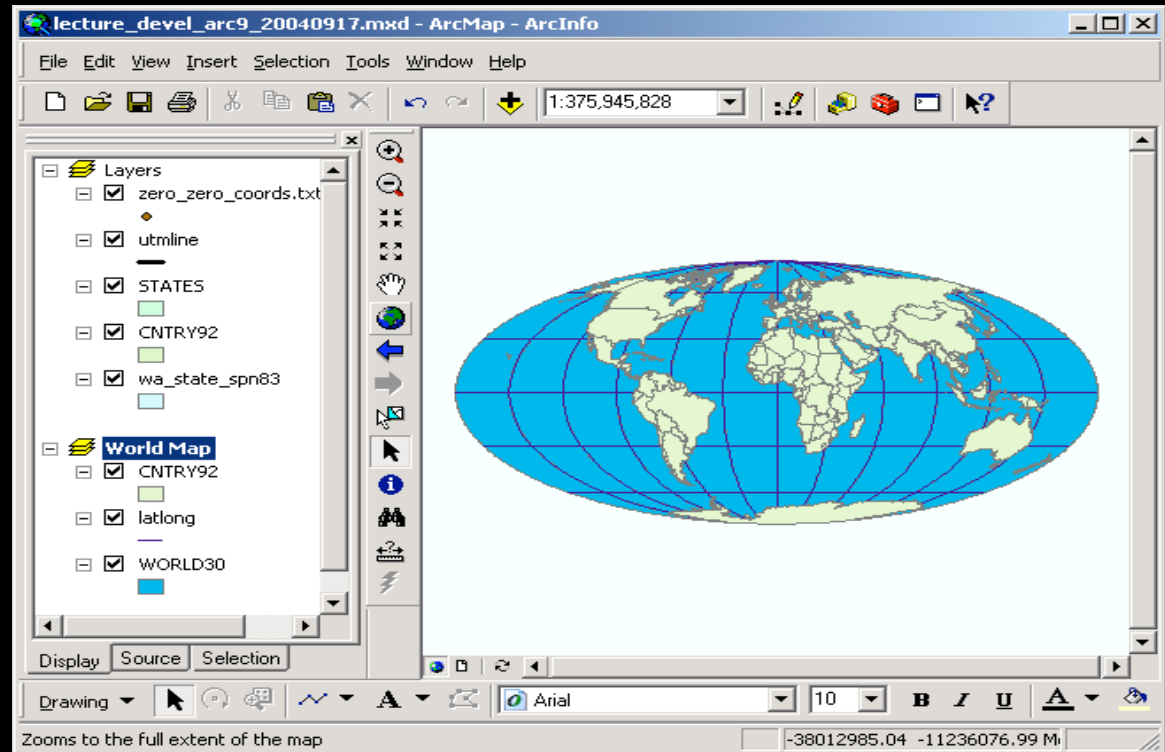 lecture_devel_arc9_20040917.mxd - ArcMap - ArcInfo
File Edit View Insert Selection Tools Window Help
1:375,945,828
Layers
zero_zero_coords.txt
utmline
STATES
CNTRY92
wa_state_spn83
World Map
CNTRY92
latlong
WORLD30
Display Source Selection
Drawing A Arial 10 B I U A
Zooms to the full extent of the map -38012985.04 -11236076.99 M